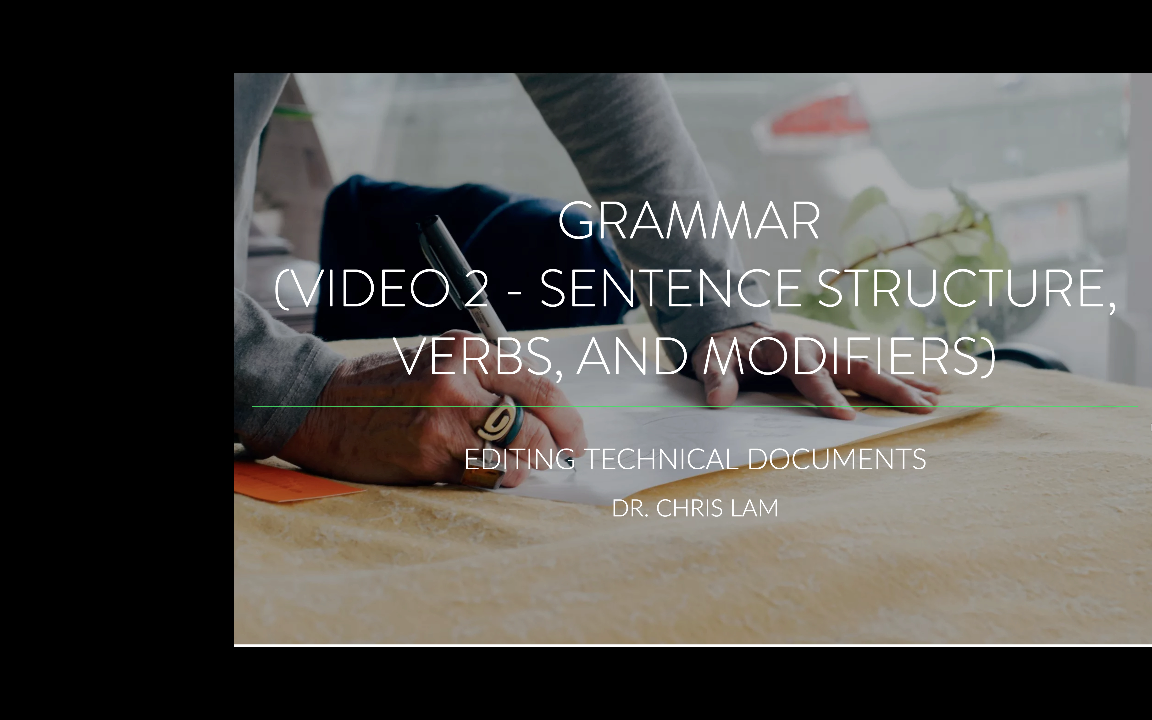 GRAMMAR
(VIDEO 2 - SENTENCE STRUCTURE,
VERBS, AND MODIFIERS)
EDITING TECHNICAL DOCUMENTS
DR. CHRIS LAM